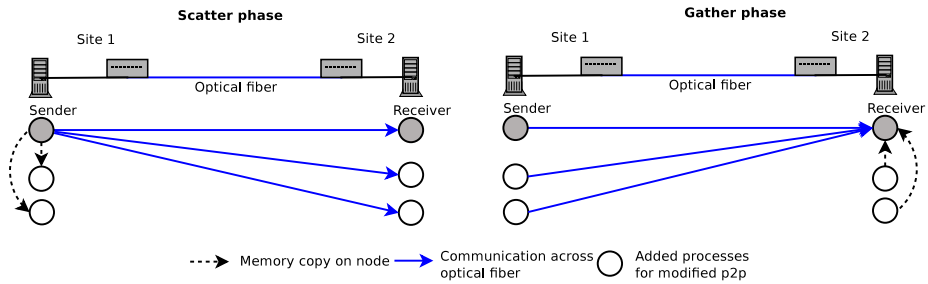 Scatter phase
Gather phase
Site 1
Site 2
Site 1
Site 2
Optical fiber
Optical fiber
Sender
Receiver
Sender
Receiver
Memory copy on node
Communication across
optical fiber
Added processes
for modified p2p